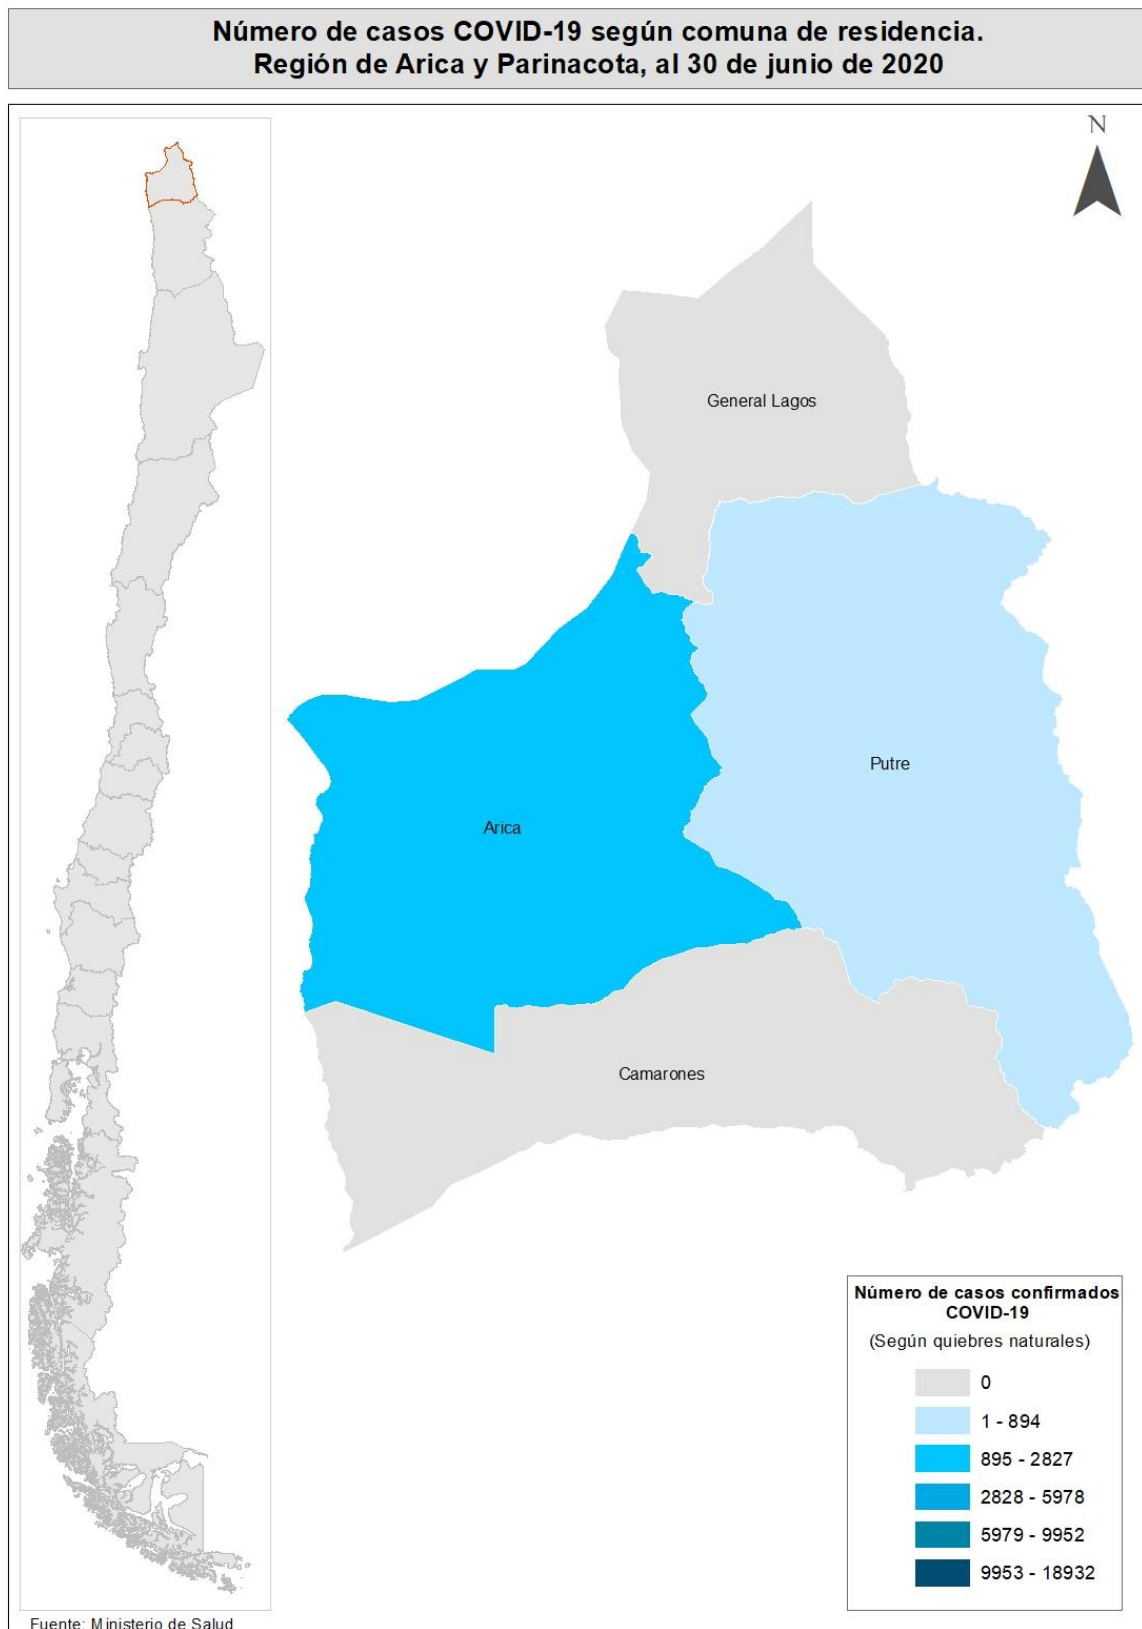 Número de casos COVID-19 según comuna de residencia.
Región de Arica y Parinacota, al 30 de junio de 2020
N
General Lagos
Putre
Arica
Camarones
Número de casos confirmados
COVID-19
(Según quiebres naturales)
0
1 - 894
895 - 2827
2828 - 5978
5979 - 9952
9953 - 18932
Fuente: Ministerio de Salud